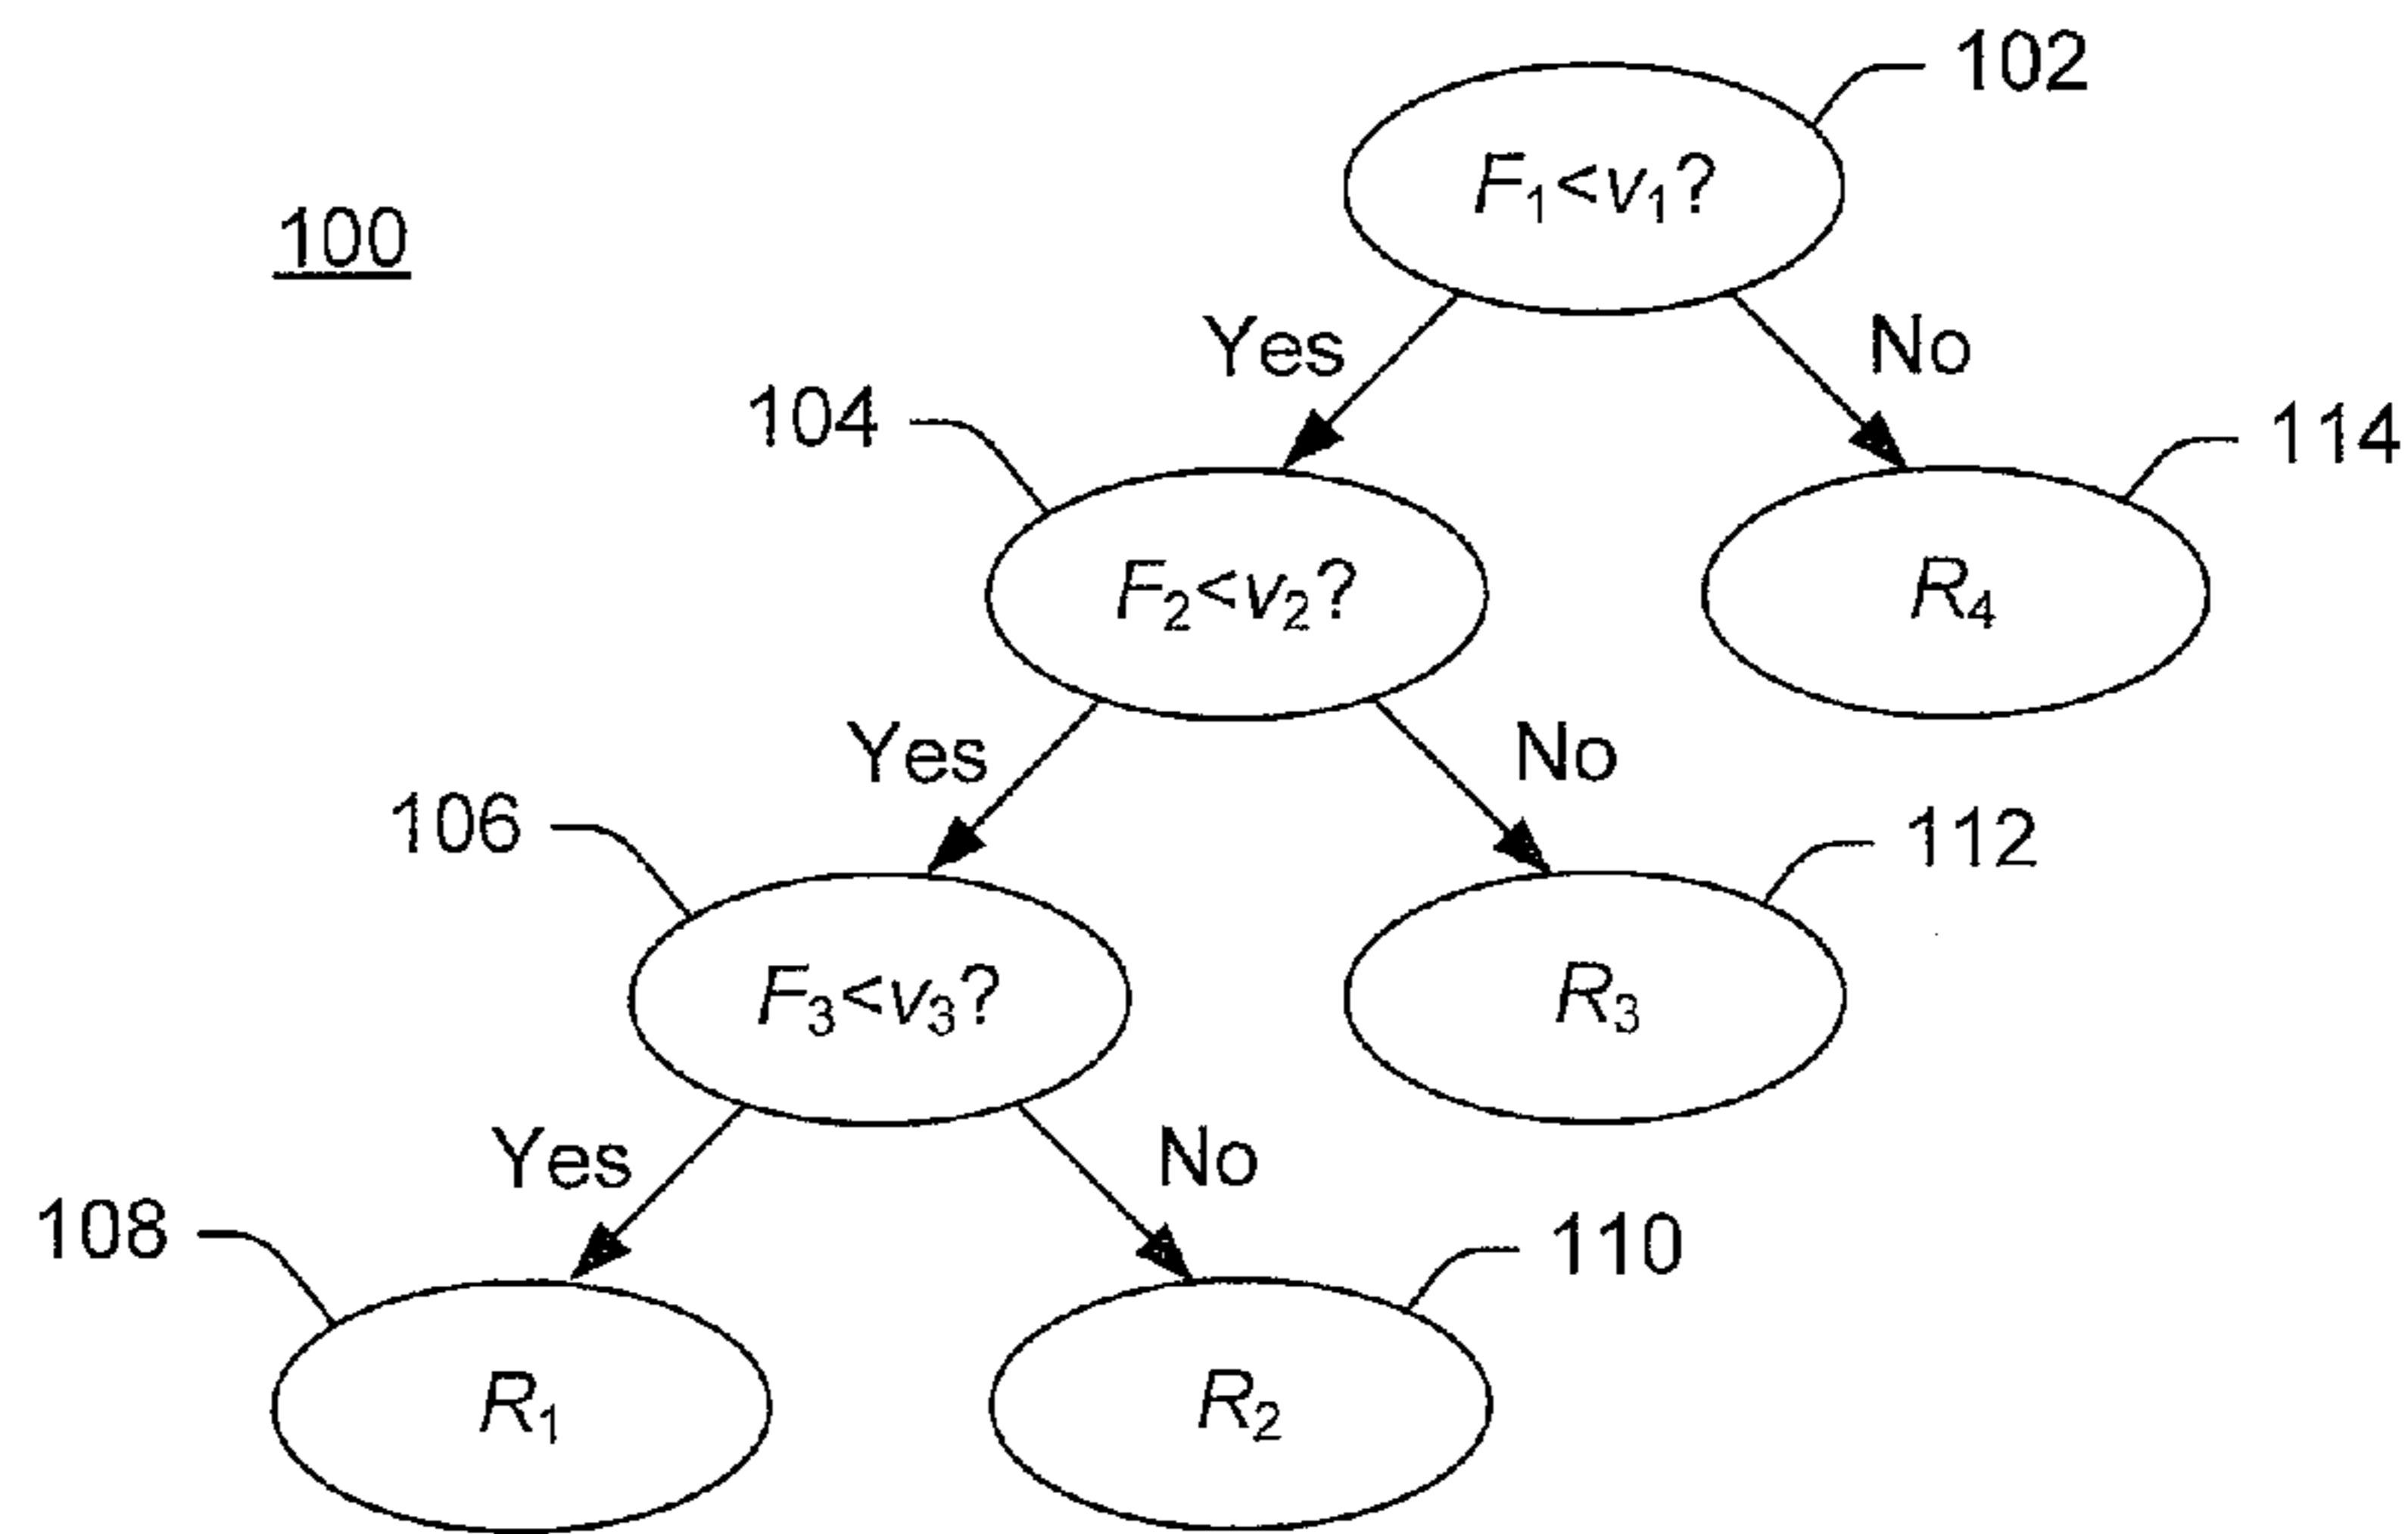 102
F₁<v₁?
100
Yes
No
104
114
F₂<v₂?
R₄
Yes
No
106
112
F₃<v₃?
R₃
Yes
No
108
110
R₁
R₂